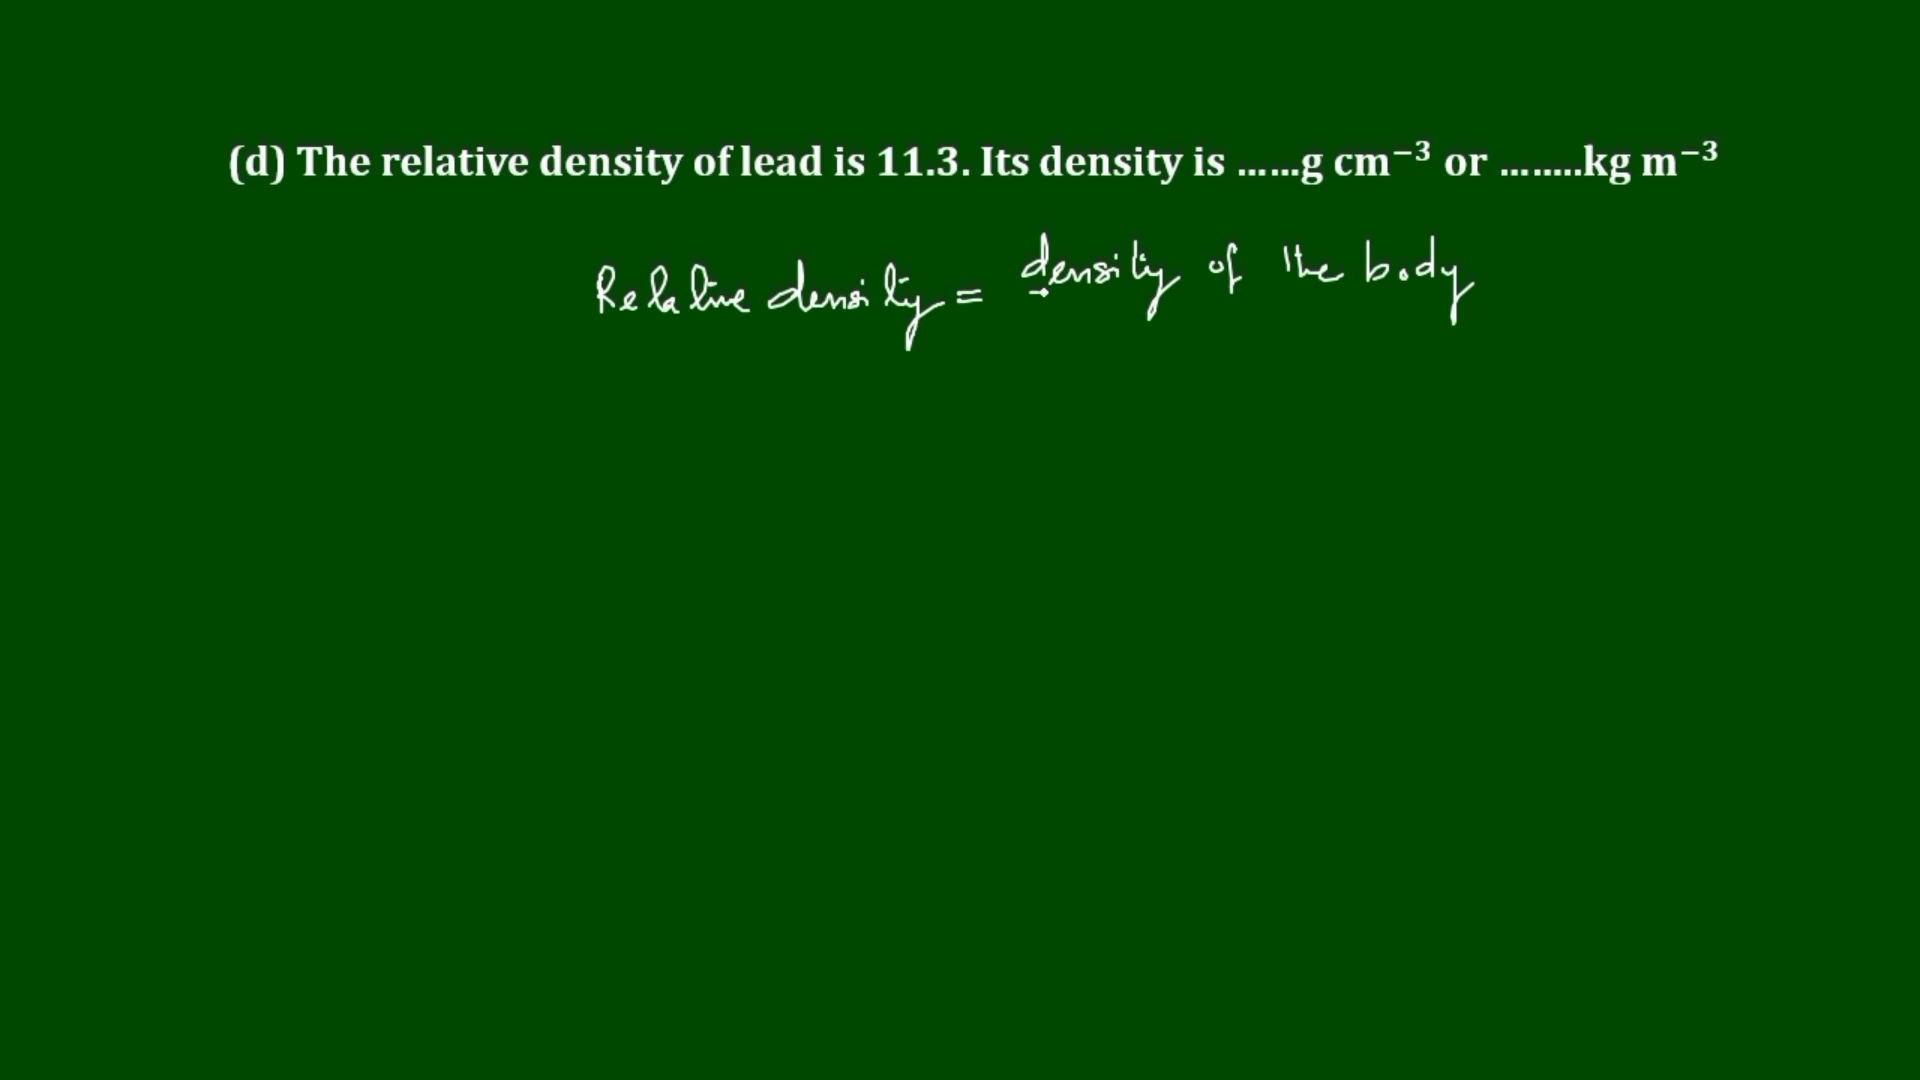 (d) The relative density of lead is 11.3. Its density is ......g cm⁻³ or ........kg m⁻³
Relative density = density of the body